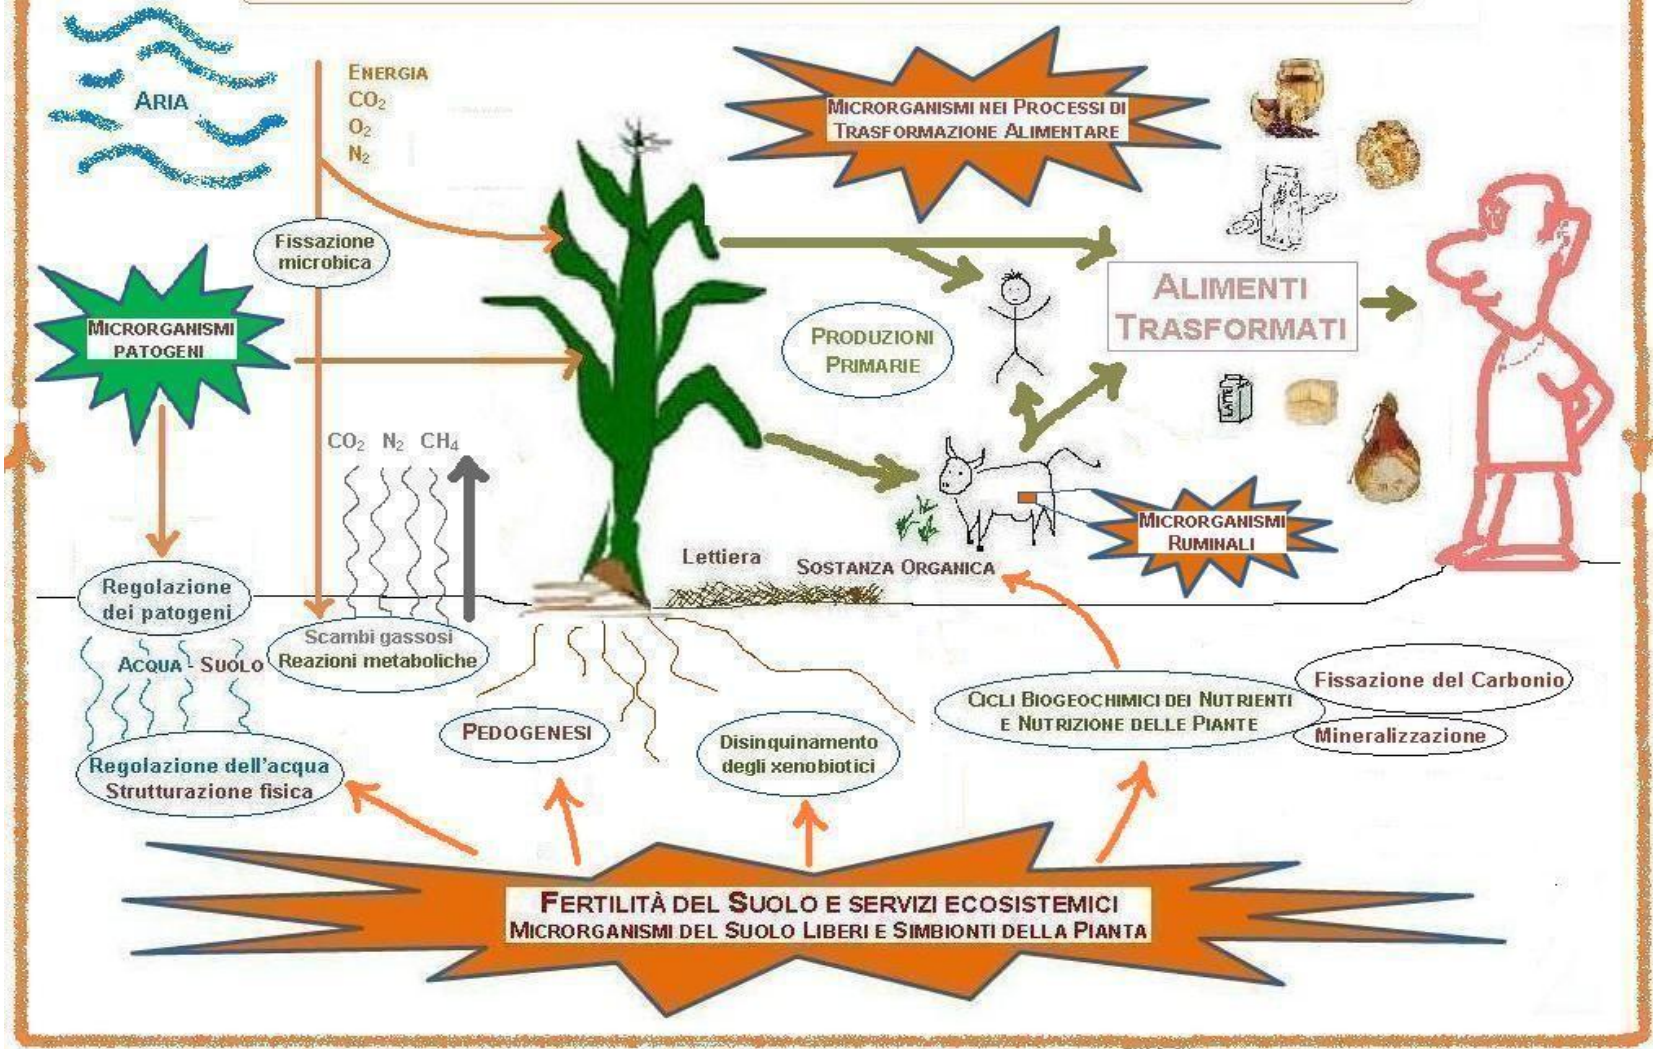 ARIA
ENERGIA
CO₂
O₂
N₂
MICRORGANISMI NEI PROCESSI DI
TRASFORMAZIONE ALIMENTARE
Fissazione
microbica
MICRORGANISMI
PATOGENI
PRODUZIONI
PRIMARIE
ALIMENTI
TRASFORMATI
LATTE
CO₂ N₂ CH₄
MICRORGANISMI
RUMINALI
Lettiera
SOSTANZA ORGANICA
Regolazione
dei patogeni
Scambi gassosi
Reazioni metaboliche
ACQUA - SUOLO
Fissazione del Carbonio
CICLI BIOGEOCHIMICI DEI NUTRIENTI
E NUTRIZIONE DELLE PIANTE
Mineralizzazione
PEDOGENESI
Disinquinamento
degli xenobiotici
Regolazione dell'acqua
Strutturazione fisica
FERTILITÀ DEL SUOLO E SERVIZI ECOSISTEMICI
MICRORGANISMI DEL SUOLO LIBERI E SIMBIONTI DELLA PIANTA